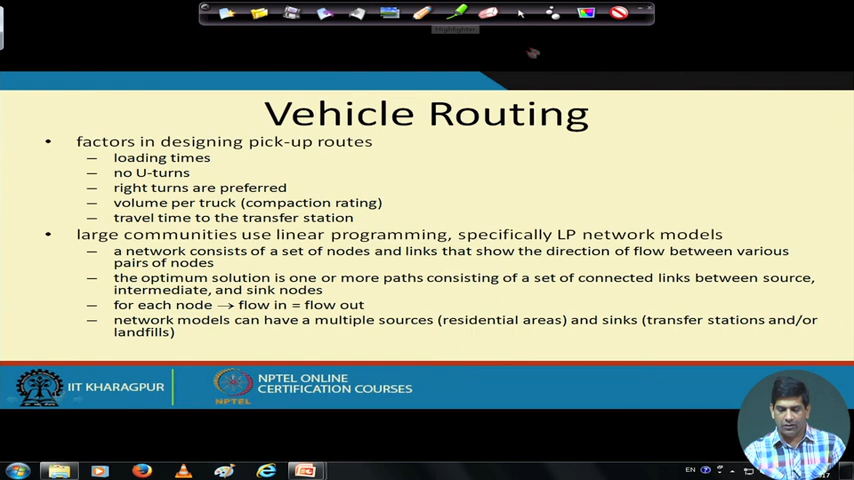 Highlighter
Vehicle Routing
• factors in designing pick-up routes
– loading times
– no U-turns
– right turns are preferred
– volume per truck (compaction rating)
– travel time to the transfer station
• large communities use linear programming, specifically LP network models
– a network consists of a set of nodes and links that show the direction of flow between various
pairs of nodes
– the optimum solution is one or more paths consisting of a set of connected links between source,
intermediate, and sink nodes
– for each node → flow in = flow out
– network models can have a multiple sources (residential areas) and sinks (transfer stations and/or
landfills)
IIT KHARAGPUR
NPTEL
NPTEL ONLINE
CERTIFICATION COURSES
EN